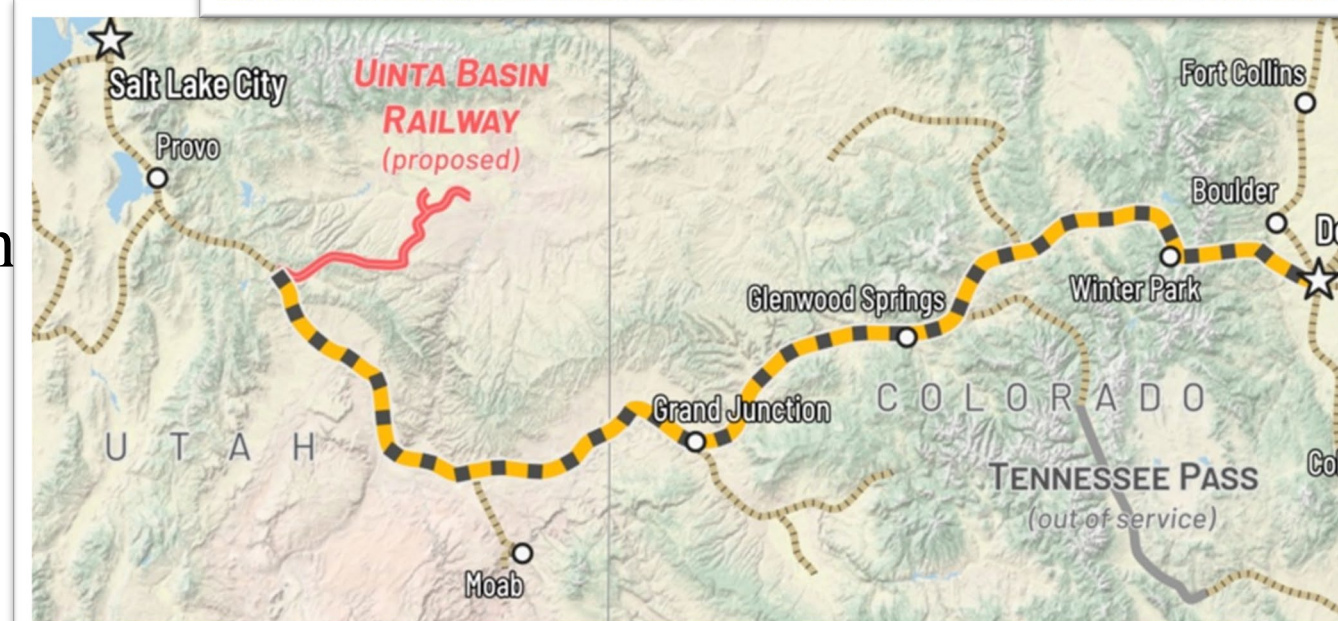 Salt Lake City
UINTA BASIN
RAILWAY
(proposed)
Fort Collins
Provo
Boulder
Winter Park
Glenwood Springs
COLORADO
Grand Junction
UTAH
TENNESSEE PASS
(out of service)
Moab